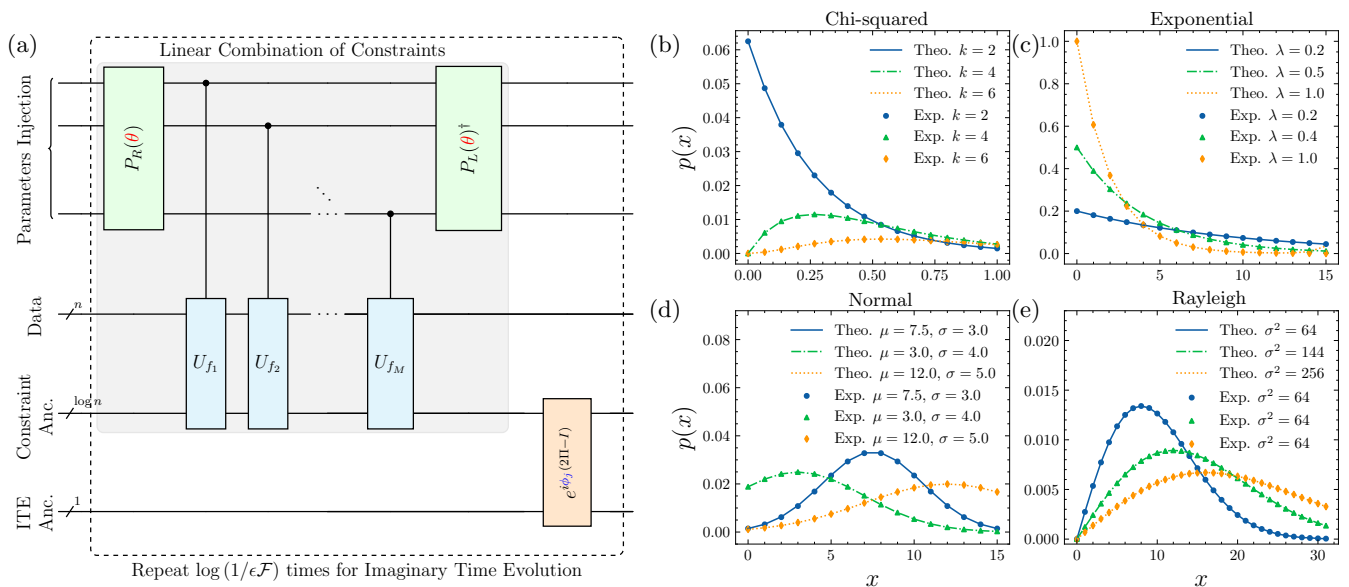 (a)
Linear Combination of Constraints
Parameters Injection
P_R(θ)
P_L(θ)†
Data
n
U_{f_1}
U_{f_2}
U_{f_M}
Constraint
Anc.
log n
ITE
Anc.
1
e^{iϕ_j(2Π−I)}
Repeat log (1/ϵℱ) times for Imaginary Time Evolution
(b)
Chi-squared
p(x)
0.06
0.05
0.04
0.03
0.02
0.01
0.00
0.00 0.25 0.50 0.75 1.00
Theo. k = 2
Theo. k = 4
Theo. k = 6
Exp. k = 2
Exp. k = 4
Exp. k = 6
(c)
Exponential
1.0
0.8
0.6
0.4
0.2
0.0
0 5 10 15
Theo. λ = 0.2
Theo. λ = 0.5
Theo. λ = 1.0
Exp. λ = 0.2
Exp. λ = 0.4
Exp. λ = 1.0
(d)
Normal
p(x)
0.08
0.06
0.04
0.02
0.00
0 5 10 15
x
Theo. μ = 7.5, σ = 3.0
Theo. μ = 3.0, σ = 4.0
Theo. μ = 12.0, σ = 5.0
Exp. μ = 7.5, σ = 3.0
Exp. μ = 3.0, σ = 4.0
Exp. μ = 12.0, σ = 5.0
(e)
Rayleigh
0.020
0.015
0.010
0.005
0.000
0 10 20 30
x
Theo. σ² = 64
Theo. σ² = 144
Theo. σ² = 256
Exp. σ² = 64
Exp. σ² = 64
Exp. σ² = 64